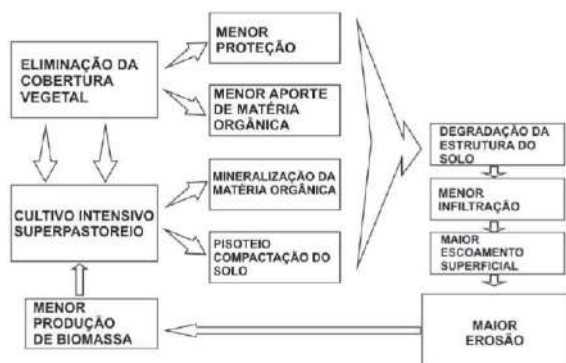 ELIMINAÇÃO DA
COBERTURA
VEGETAL
MENOR
PROTEÇÃO
MENOR APORTE
DE MATÉRIA
ORGÂNICA
CULTIVO INTENSIVO
SUPERPASTOREIO
MINERALIZAÇÃO DA
MATÉRIA ORGÂNICA
PISOTEIO
COMPACTAÇÃO DO
SOLO
DEGRADAÇÃO DA
ESTRUTURA DO
SOLO
MENOR
INFILTRAÇÃO
MAIOR
ESCOAMENTO
SUPERFICIAL
MAIOR
EROSÃO
MENOR
PRODUÇÃO
DE BIOMASSA